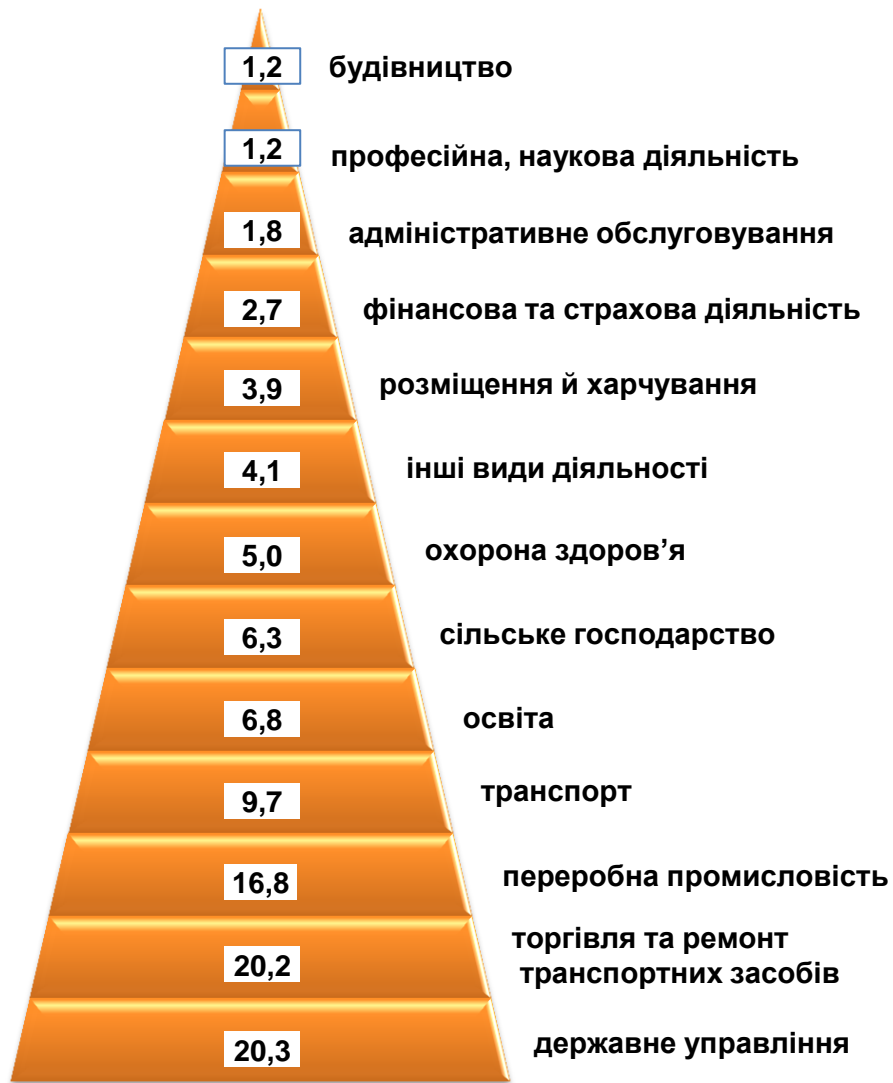 1,2 будівництво
1,2 професійна, наукова діяльність
1,8 адміністративне обслуговування
2,7 фінансова та страхова діяльність
3,9 розміщення й харчування
4,1 інші види діяльності
5,0 охорона здоров’я
6,3 сільське господарство
6,8 освіта
9,7 транспорт
16,8 переробна промисловість
20,2 торгівля та ремонт
транспортних засобів
20,3 державне управління